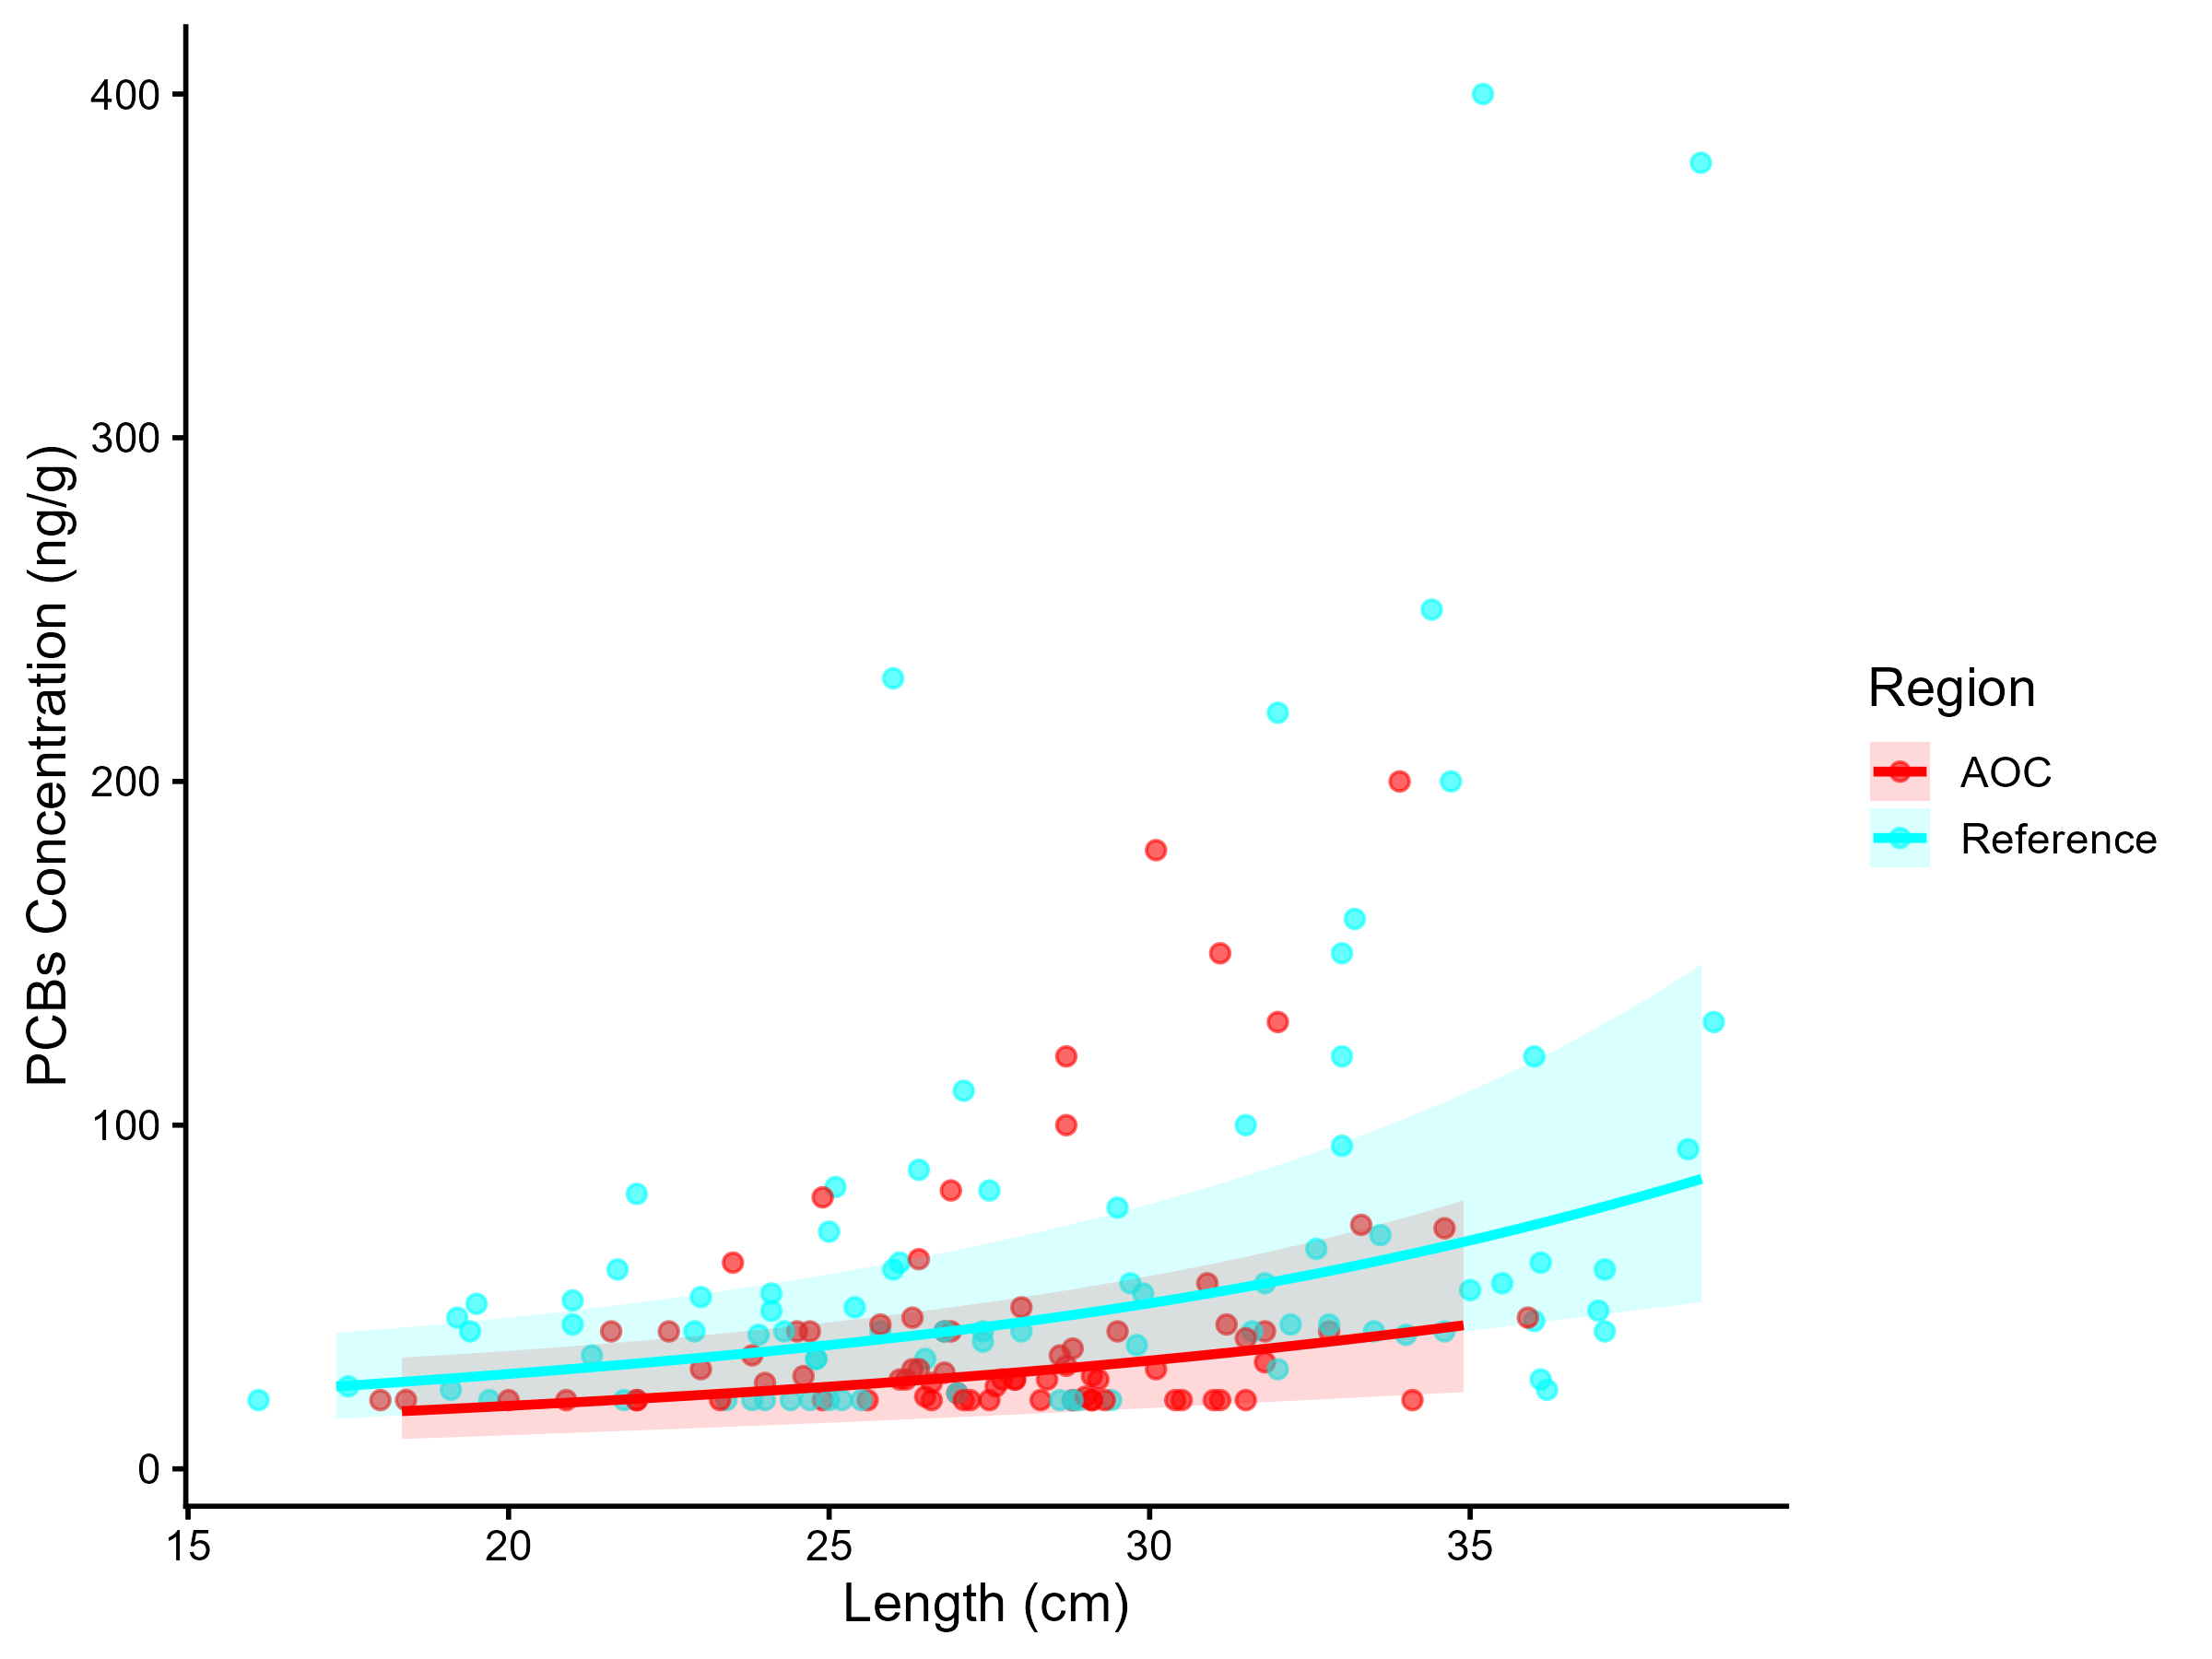 PCBs Concentration (ng/g)
400
300
200
100
0
15 20 25 30 35
Length (cm)
Region
AOC
Reference